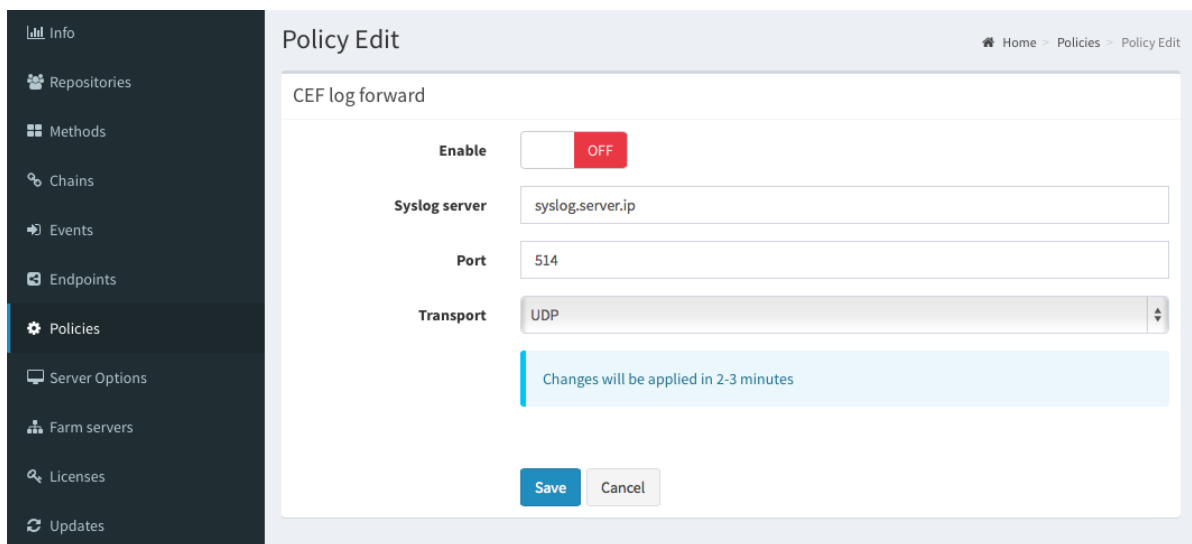 Info
Repositories
Methods
Chains
Events
Endpoints
Policies
Server Options
Farm servers
Licenses
Updates
Policy Edit
Home > Policies > Policy Edit
CEF log forward
Enable OFF
Syslog server syslog.server.ip
Port 514
Transport UDP
Changes will be applied in 2-3 minutes
Save Cancel